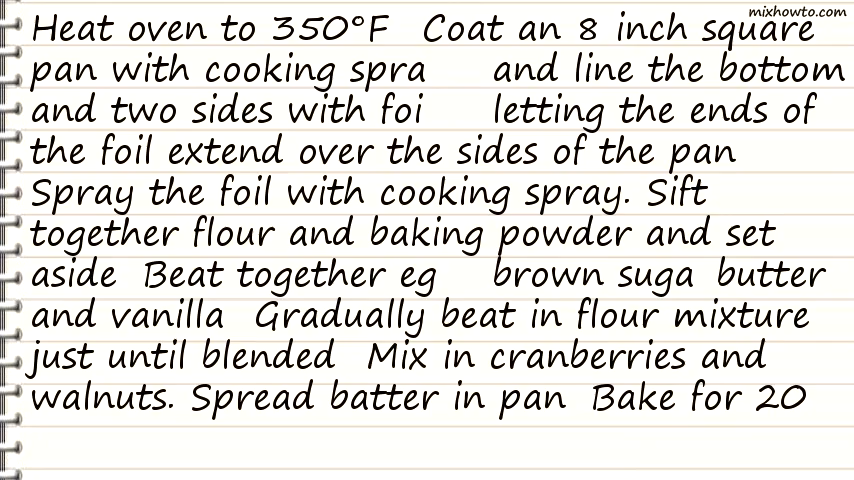 mixhowto.com
Heat oven to 350°F Coat an 8 inch square
pan with cooking spra and line the bottom
and two sides with foi letting the ends of
the foil extend over the sides of the pan
Spray the foil with cooking spray. Sift
together flour and baking powder and set
aside Beat together eg brown suga butter
and vanilla Gradually beat in flour mixture
just until blended Mix in cranberries and
walnuts. Spread batter in pan Bake for 20